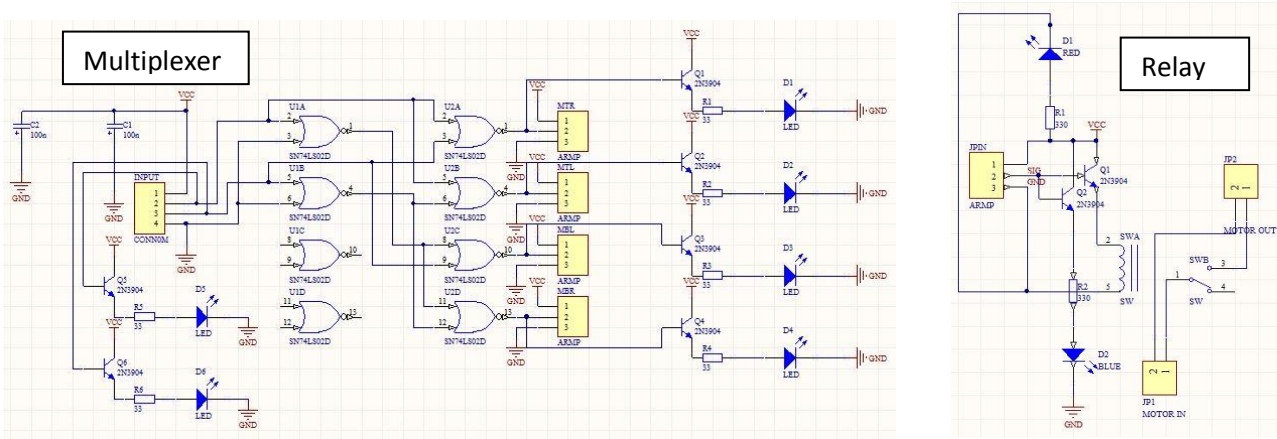 Multiplexer
VCC
C2
100n
C1
100n
GND
GND
VCC
INPUT
1
2
3
4
CONN0M
GND
VCC
Q5
2N3904
R5
33
D5
LED
GND
VCC
Q6
2N3904
R6
33
D6
LED
GND
U1A
2
3
1
SN74LS02D
U1B
5
6
4
SN74LS02D
U1C
8
9
10
SN74LS02D
U1D
11
12
13
SN74LS02D
U2A
2
3
1
SN74LS02D
U2B
5
6
4
SN74LS02D
U2C
8
9
10
SN74LS02D
U2D
11
12
13
SN74LS02D
VCC
MTR
1
2
3
GND
ARMP
VCC
MTL
1
2
3
GND
ARMP
VCC
MBL
1
2
3
GND
ARMP
VCC
MBR
1
2
3
GND
ARMP
VCC
Q1
2N3904
R1
33
D1
LED
GND
VCC
Q2
2N3904
R2
33
D2
LED
GND
VCC
Q3
2N3904
R3
33
D3
LED
GND
VCC
Q4
2N3904
R4
33
D4
LED
GND
Relay
D1
RED
R1
330
VCC
JPIN
1
2
3
ARMP
SIG
GND
Q1
2N3904
Q2
2N3904
R2
330
D2
BLUE
GND
2
SWA
5
SW
JP2
2 1
MOTOR OUT
SWB
1
3
4
SW
2 1
JP1
MOTOR IN